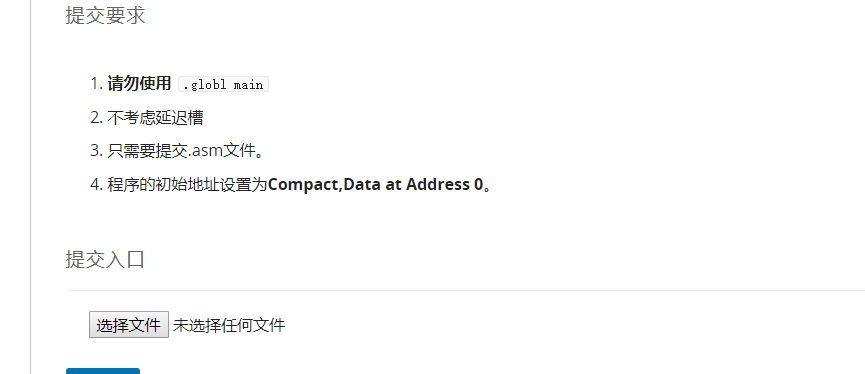 提交要求
1. 请勿使用 .globl main
2. 不考虑延迟槽
3. 只需要提交.asm文件。
4. 程序的初始地址设置为Compact,Data at Address 0。
提交入口
选择文件 未选择任何文件